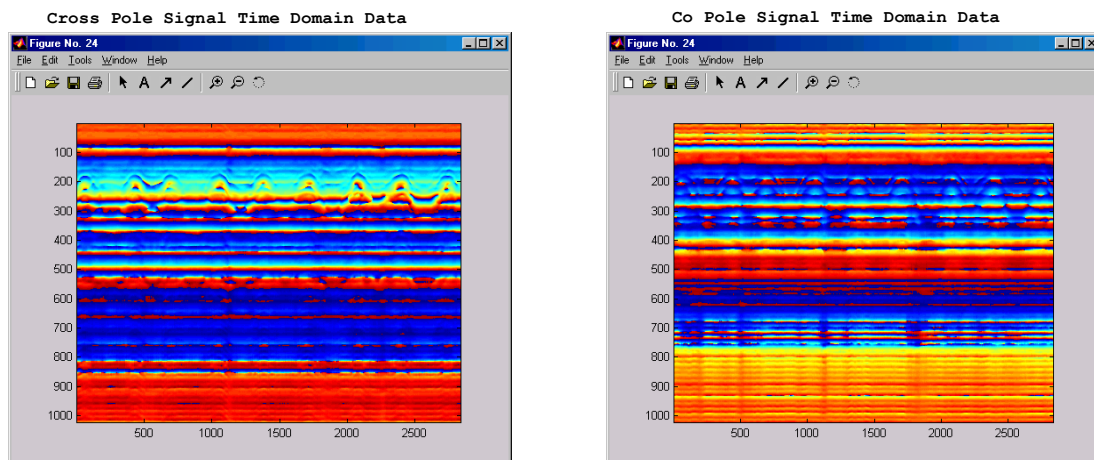 Cross Pole Signal Time Domain Data
Figure No. 24
File Edit Tools Window Help
A
100
200
300
400
500
600
700
800
900
1000
500 1000 1500 2000 2500
Co Pole Signal Time Domain Data
Figure No. 24
File Edit Tools Window Help
A
100
200
300
400
500
600
700
800
900
1000
500 1000 1500 2000 2500